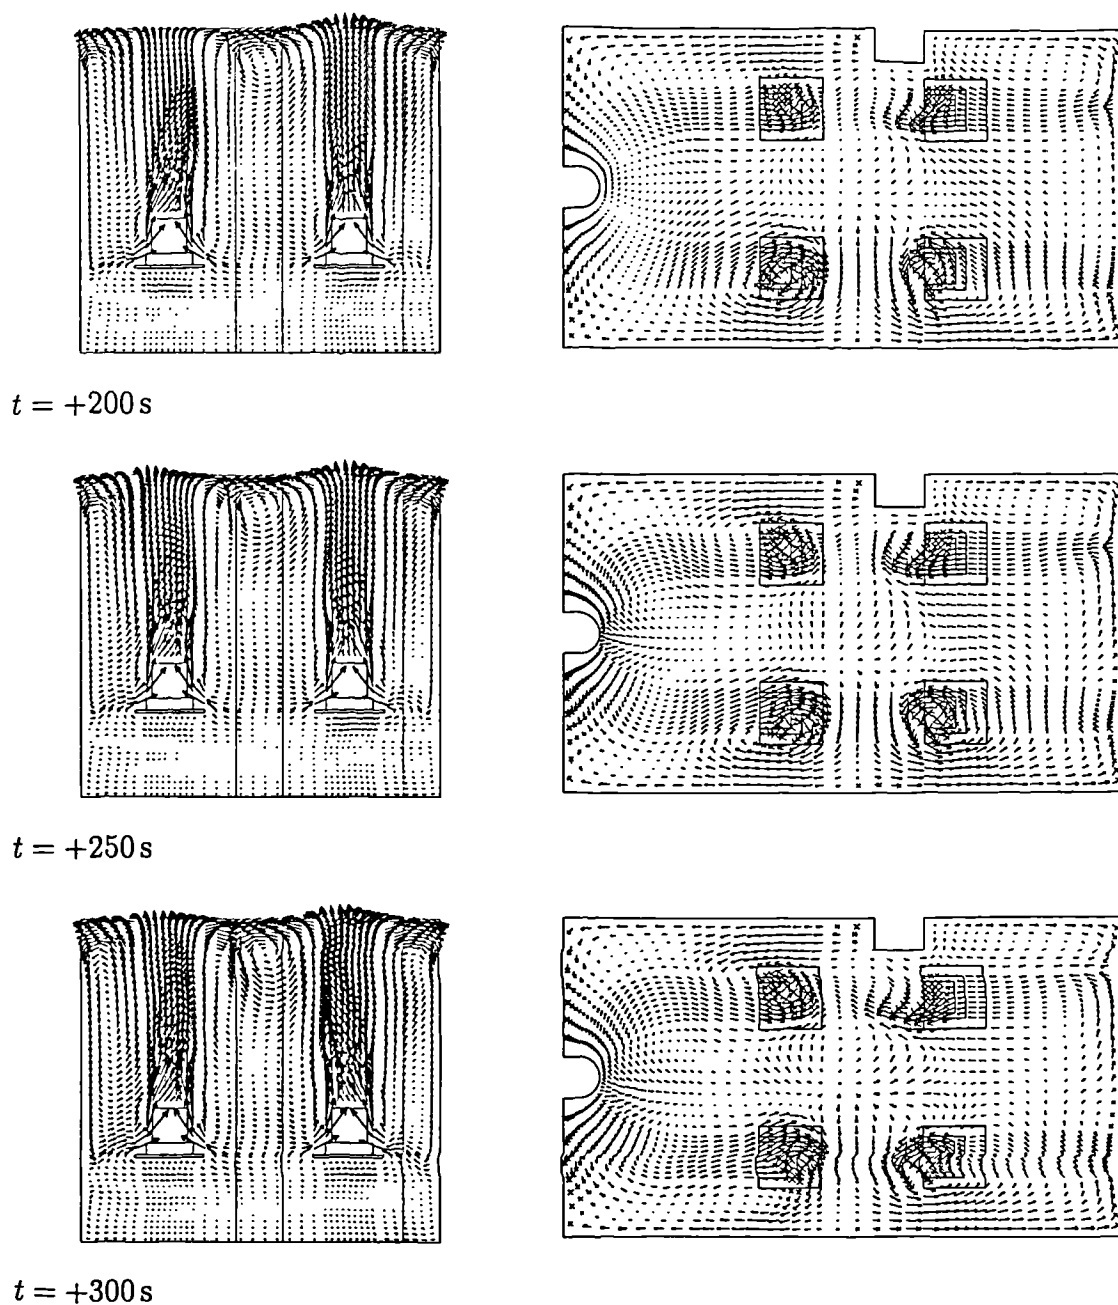 t = +200 s
t = +250 s
t = +300 s